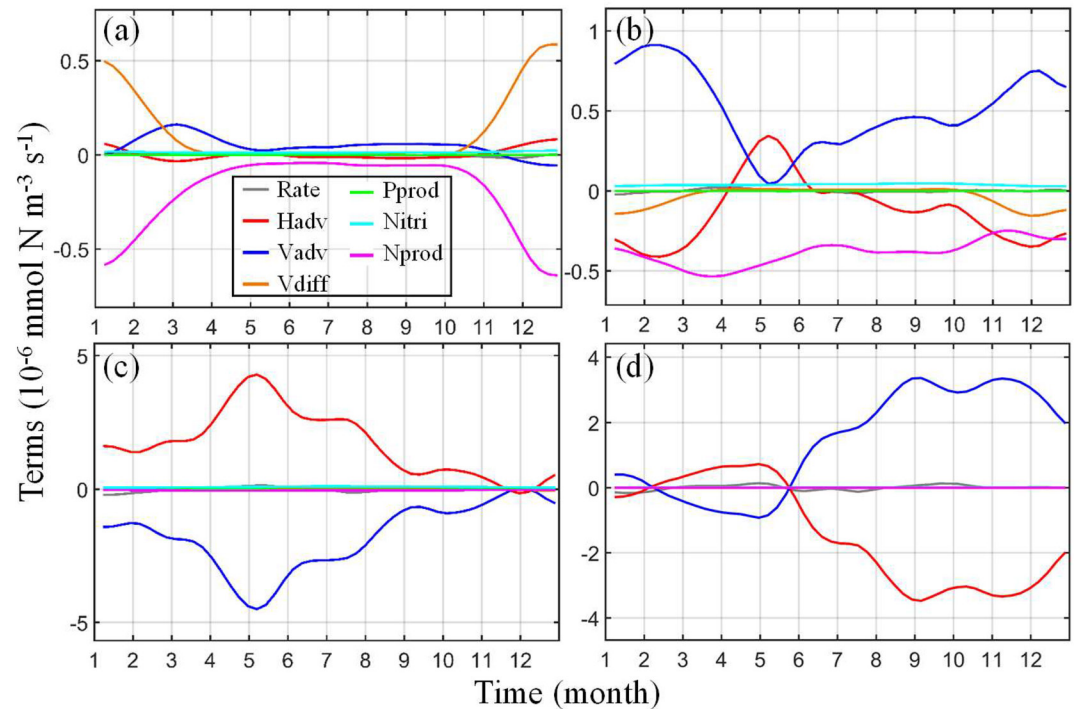 Terms (10-6 mmol N m-3 s-1)
(a)
0.5
0
-0.5
Rate Pprod
Hadv Nitri
Vadv Nprod
Vdiff
1 2 3 4 5 6 7 8 9 10 11 12
(b)
1
0.5
0
-0.5
1 2 3 4 5 6 7 8 9 10 11 12
(c)
5
0
-5
1 2 3 4 5 6 7 8 9 10 11 12
(d)
4
2
0
-2
-4
1 2 3 4 5 6 7 8 9 10 11 12
Time (month)